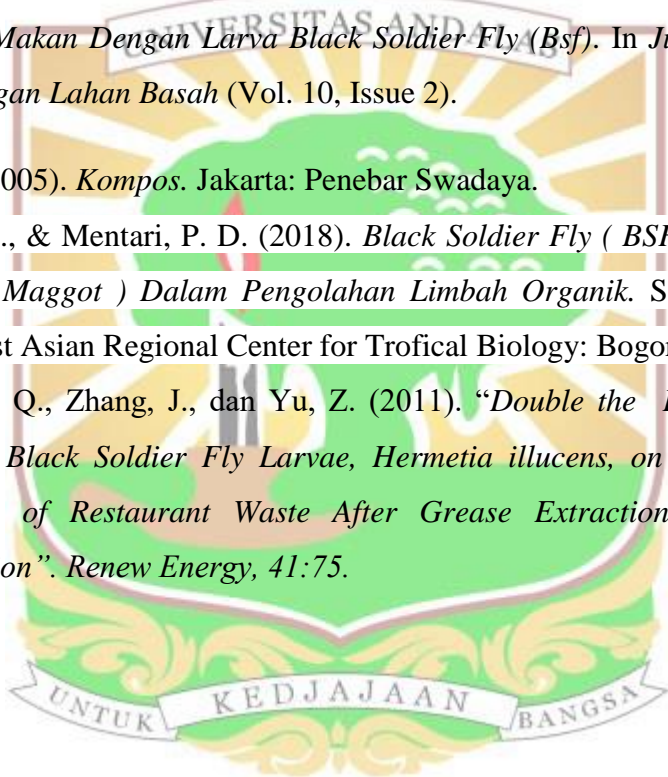 UNIVERSITAS ANDALAS
Makan Dengan Larva Black Soldier Fly (Bsf). In Ju
gan Lahan Basah (Vol. 10, Issue 2).
005). Kompos. Jakarta: Penebar Swadaya.
., & Mentari, P. D. (2018). Black Soldier Fly ( BSF
Maggot ) Dalam Pengolahan Limbah Organik. S
st Asian Regional Center for Trofical Biology: Bogor
Q., Zhang, J., dan Yu, Z. (2011). “Double the
Black Soldier Fly Larvae, Hermetia illucens, on
of Restaurant Waste After Grease Extraction
on”. Renew Energy, 41:75.
UNTUK KEDJAJAAN BANGSA